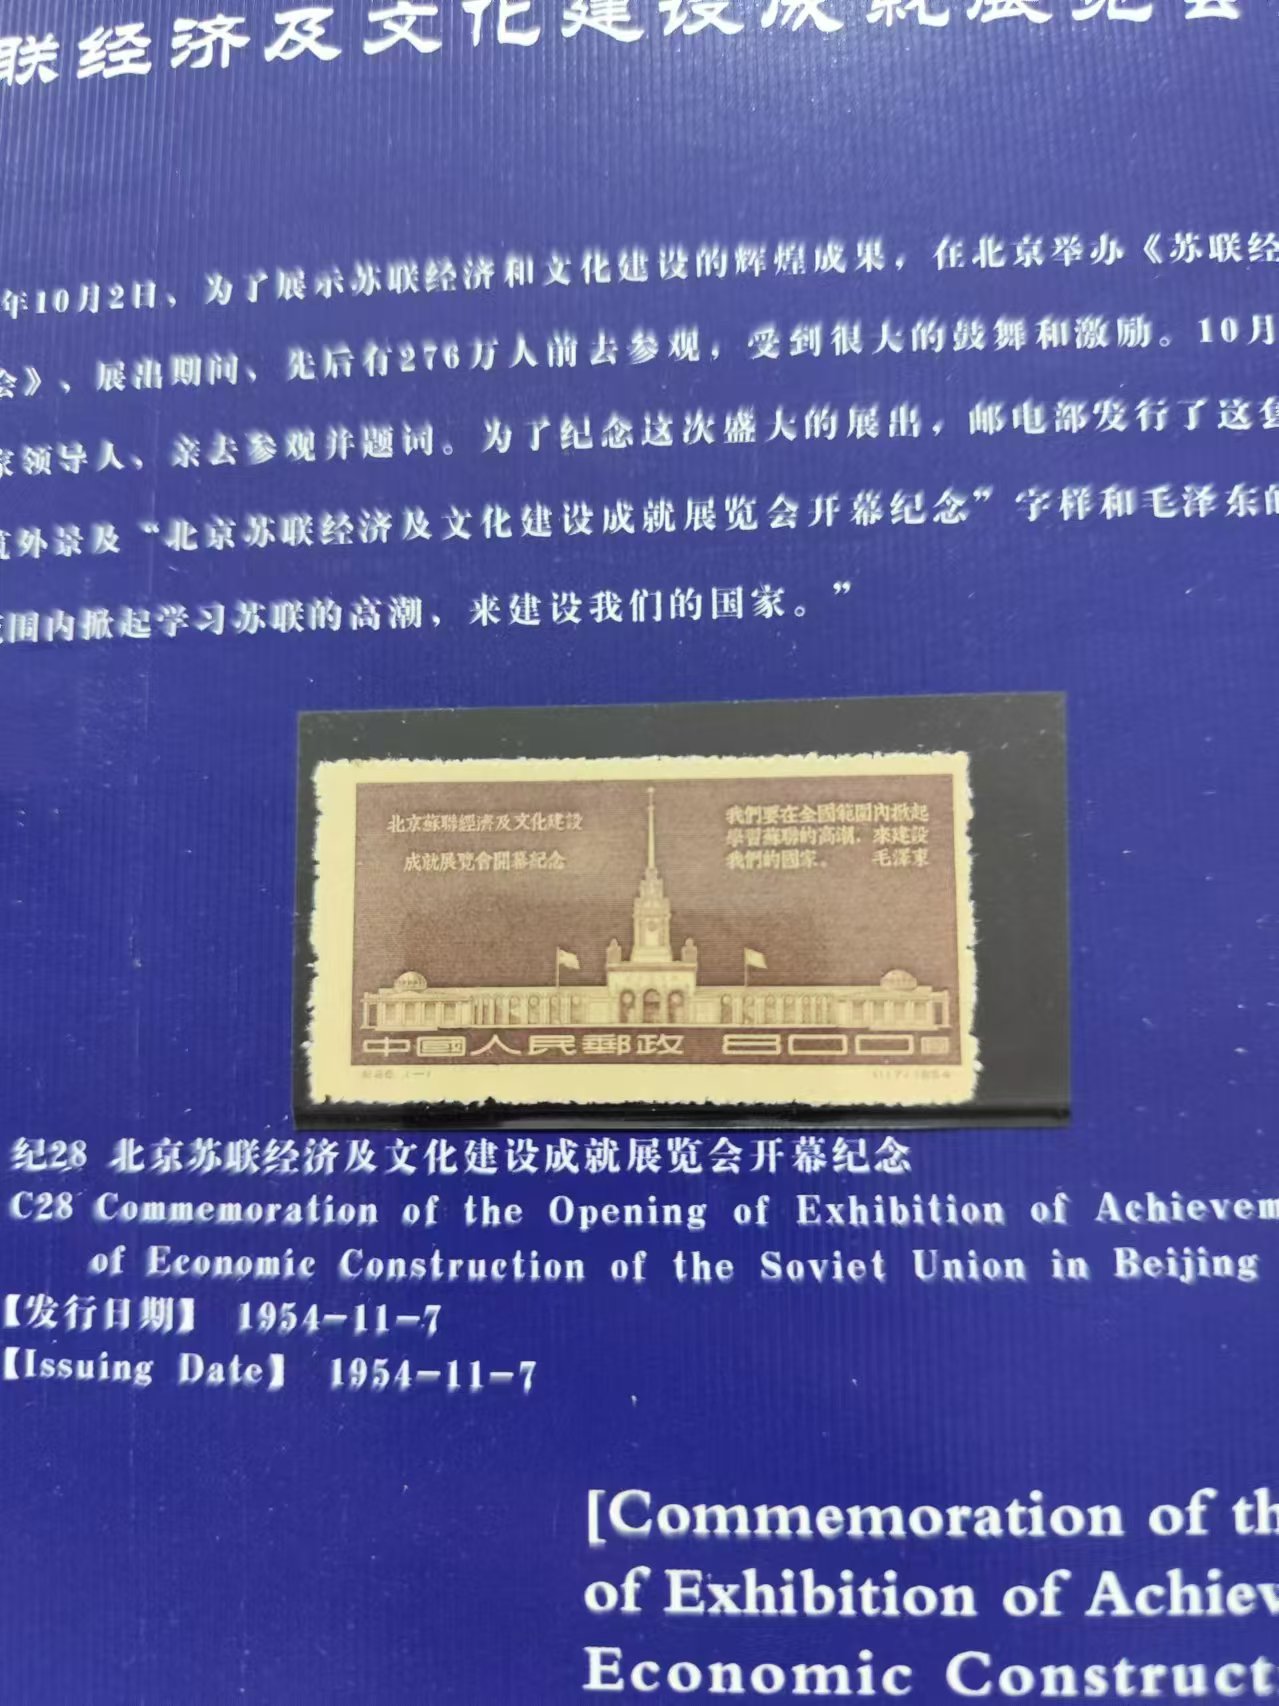 联经济及文化建设成就展览会
年10月2日、为了展示苏联经济和文化建设的辉煌成果，在北京举办《苏联经
会》、展出期间、先后有276万人前去参观，受到很大的鼓舞和激励。10月
家领导人、亲去参观并题词。为了纪念这次盛大的展出，邮电部发行了这套
外景及“北京苏联经济及文化建设成就展览会开幕纪念”字样和毛泽东的
围内掀起学习苏联的高潮，来建设我们的国家。”
北京蘇聯經濟及文化建設
成就展覽會開幕紀念
我們要在全國範圍內掀起
學習蘇聯的高潮，來建設
我們的國家。 毛澤東
中國人民郵政 800圓
纪28 北京苏联经济及文化建设成就展览会开幕纪念
C28 Commemoration of the Opening of Exhibition of Achievem
of Economic Construction of the Soviet Union in Beijing
【发行日期】 1954-11-7
【Issuing Date】 1954-11-7
[Commemoration of th
of Exhibition of Achiev
Economic Construct